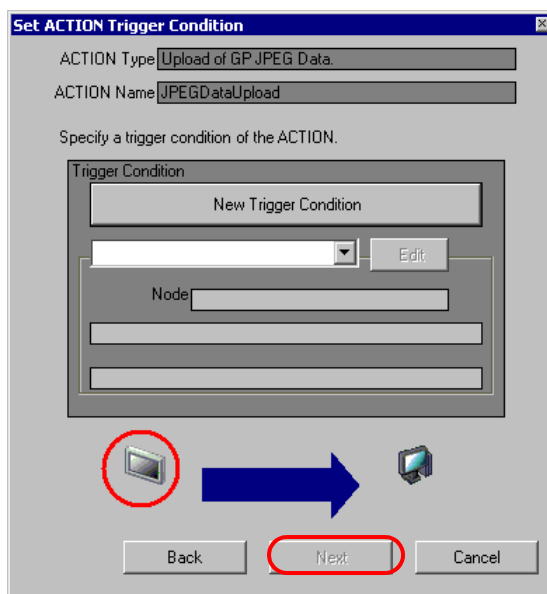 Set ACTION Trigger Condition
ACTION Type Upload of GP JPEG Data.
ACTION Name JPEGDataUpload
Specify a trigger condition of the ACTION.
Trigger Condition
New Trigger Condition
Edit
Node
Back Next Cancel